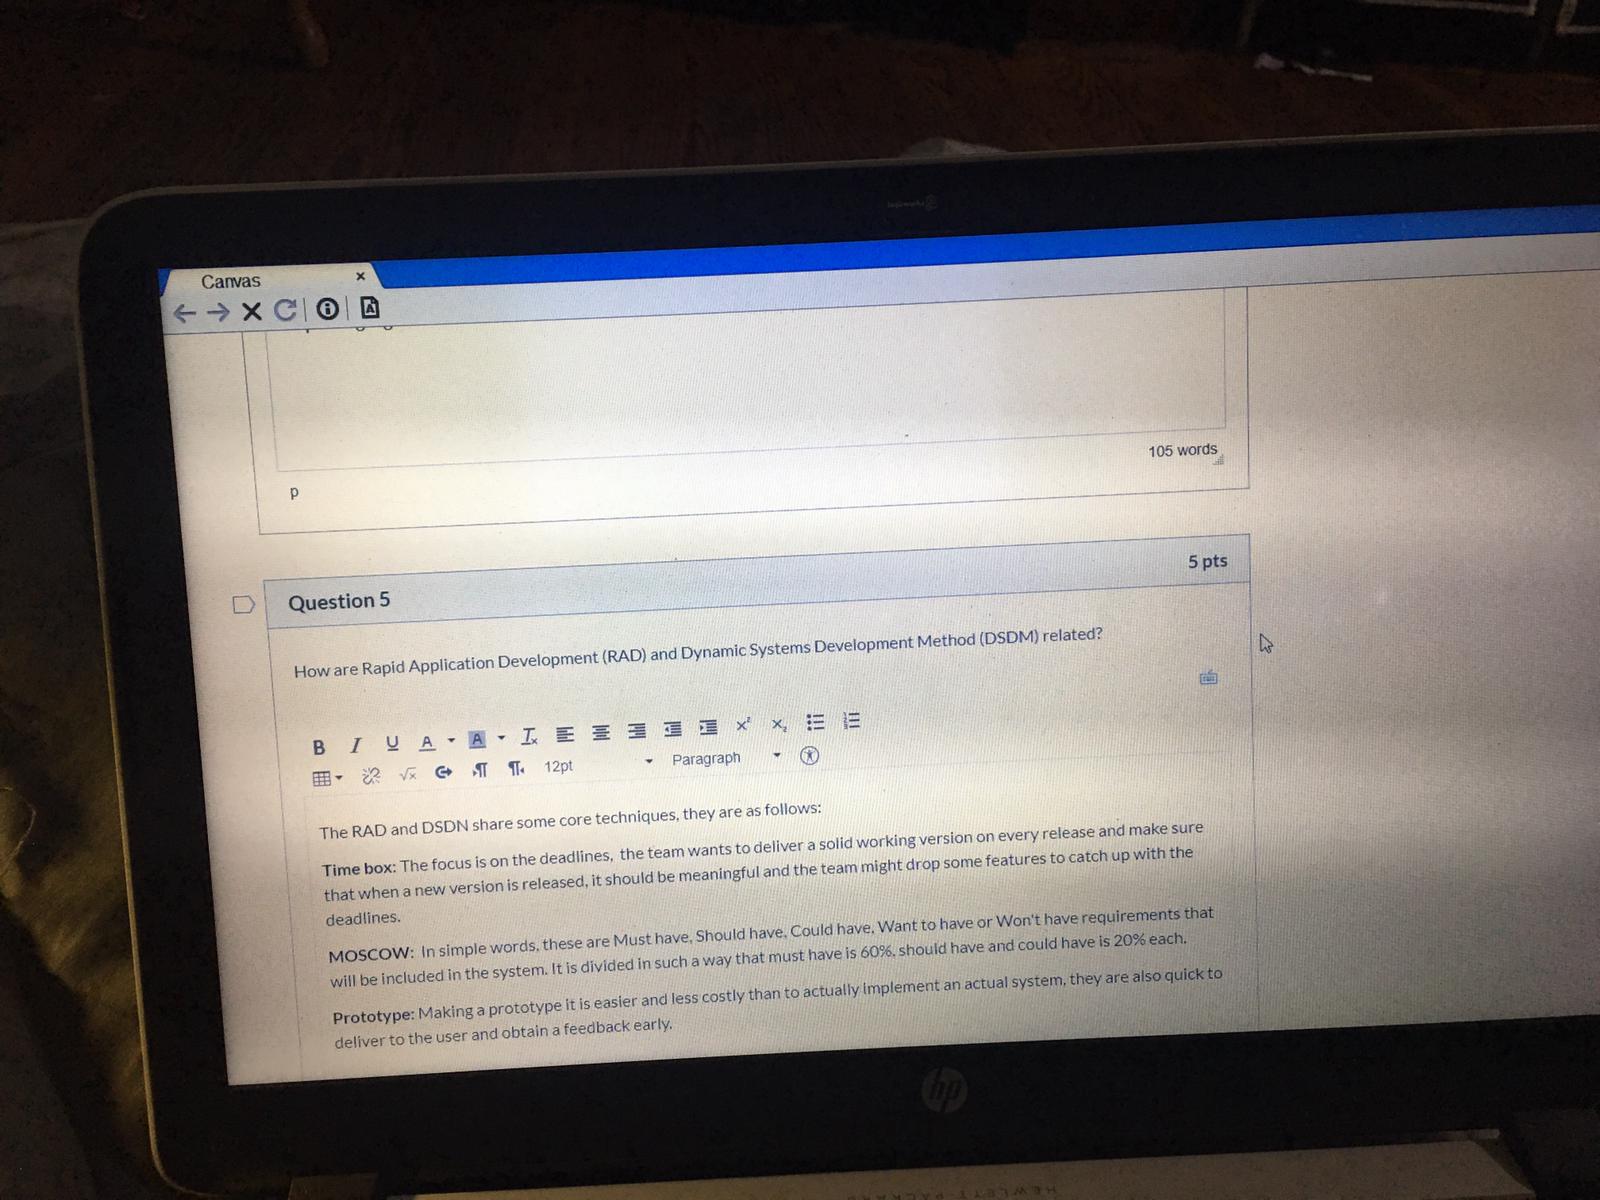 Canvas
105 words
p
Question 5
5 pts
How are Rapid Application Development (RAD) and Dynamic Systems Development Method (DSDM) related?
B I U A A
12pt Paragraph
The RAD and DSDN share some core techniques, they are as follows:
Time box: The focus is on the deadlines, the team wants to deliver a solid working version on every release and make sure
that when a new version is released, it should be meaningful and the team might drop some features to catch up with the
deadlines.
MOSCOW: In simple words, these are Must have, Should have, Could have, Want to have or Won't have requirements that
will be included in the system. It is divided in such a way that must have is 60%, should have and could have is 20% each.
Prototype: Making a prototype it is easier and less costly than to actually implement an actual system, they are also quick to
deliver to the user and obtain a feedback early.
hp
HEWLETT-PACKARD